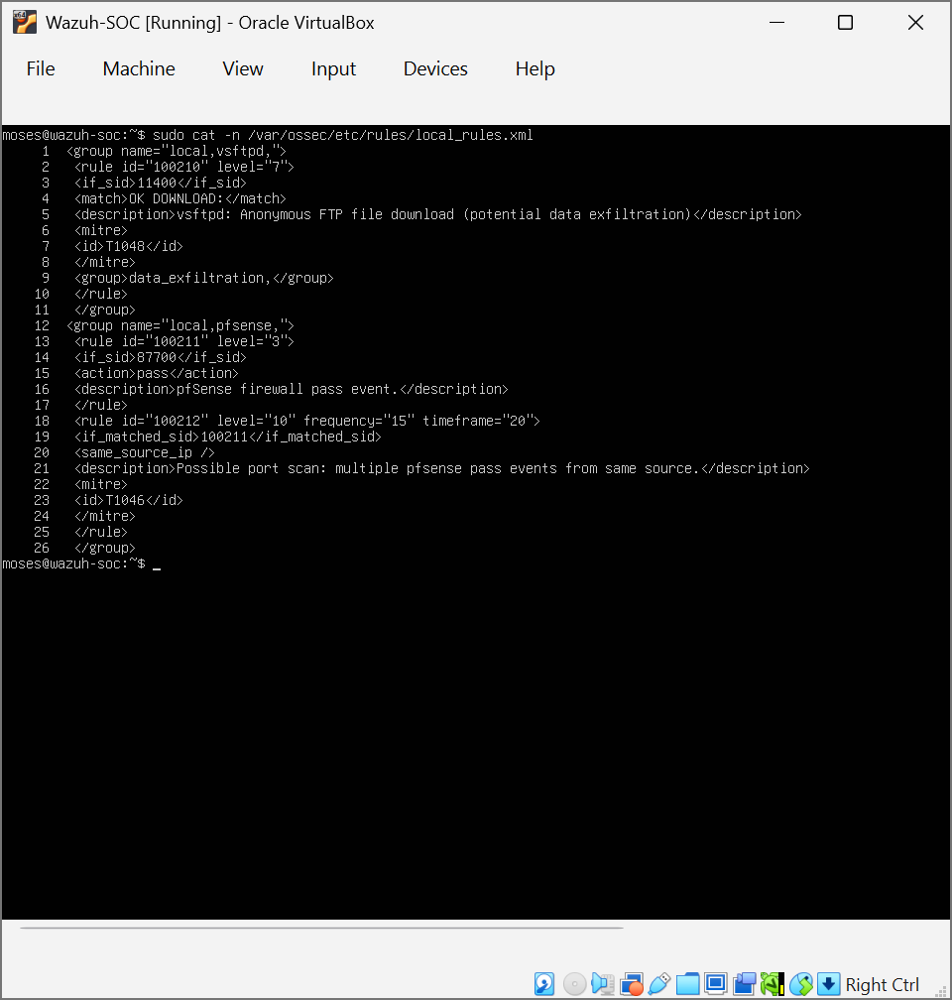 Wazuh-SOC [Running] - Oracle VirtualBox
File Machine View Input Devices Help
moses@wazuh-soc:~$ sudo cat -n /var/ossec/etc/rules/local_rules.xml
     1  <group name="local,vsftpd,">
     2   <rule id="100210" level="7">
     3   <if_sid>11400</if_sid>
     4   <match>OK DOWNLOAD:</match>
     5   <description>vsftpd: Anonymous FTP file download (potential data exfiltration)</description>
     6   <mitre>
     7   <id>T1048</id>
     8   </mitre>
     9   <group>data_exfiltration,</group>
    10   </rule>
    11   </group>
    12  <group name="local,pfsense,">
    13   <rule id="100211" level="3">
    14   <if_sid>87700</if_sid>
    15   <action>pass</action>
    16   <description>pfSense firewall pass event.</description>
    17   </rule>
    18   <rule id="100212" level="10" frequency="15" timeframe="20">
    19   <if_matched_sid>100211</if_matched_sid>
    20   <same_source_ip />
    21   <description>Possible port scan: multiple pfsense pass events from same source.</description>
    22   <mitre>
    23   <id>T1046</id>
    24   </mitre>
    25   </rule>
    26   </group>
moses@wazuh-soc:~$ _
Right Ctrl